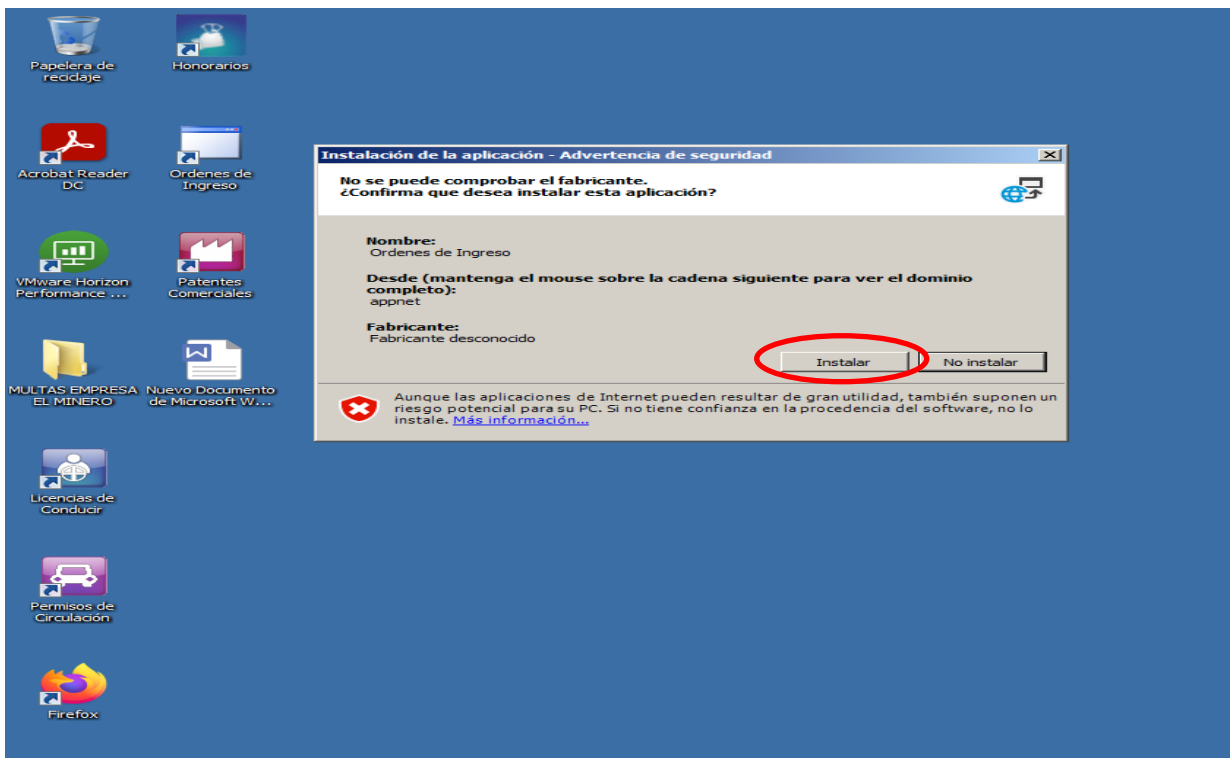 Papelera de
reciclaje
Honorarios
Acrobat Reader
DC
Ordenes de
Ingreso
VMware Horizon
Performance ...
Patentes
Comerciales
MULTAS EMPRESA
EL MINERO
Nuevo Documento
de Microsoft W...
Licencias de
Conducir
Permisos de
Circulación
Firefox
Instalación de la aplicación - Advertencia de seguridad
No se puede comprobar el fabricante.
¿Confirma que desea instalar esta aplicación?
Nombre:
Ordenes de Ingreso
Desde (mantenga el mouse sobre la cadena siguiente para ver el dominio
completo):
appnet
Fabricante:
Fabricante desconocido
Instalar
No instalar
Aunque las aplicaciones de Internet pueden resultar de gran utilidad, también suponen un
riesgo potencial para su PC. Si no tiene confianza en la procedencia del software, no lo
instale. Más información...